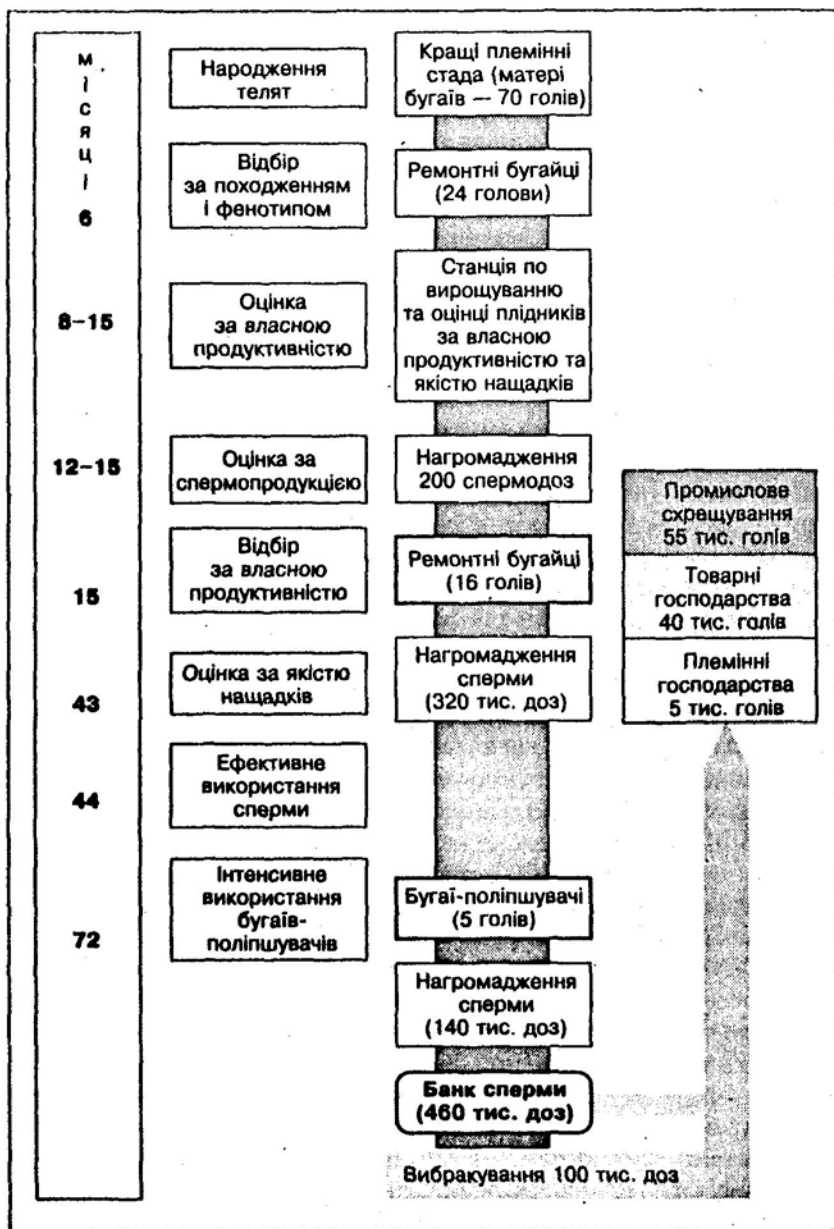 місяці
Народження
телят
Кращі племінні
стада (матері
бугаїв — 70 голів)
6
Відбір
за походженням
і фенотипом
Ремонтні бугайці
(24 голови)
8–15
Оцінка
за власною
продуктивністю
Станція по
вирощуванню
та оцінці плідників
за власною
продуктивністю та
якістю нащадків
12–15
Оцінка за
спермопродукцією
Нагромадження
200 спермодоз
15
Відбір
за власною
продуктивністю
Ремонтні бугайці
(16 голів)
43
Оцінка за якістю
нащадків
Нагромадження
сперми
(320 тис. доз)
44
Ефективне
використання
сперми
72
Інтенсивне
використання
бугаїв-
поліпшувачів
Бугаї-поліпшувачі
(5 голів)
Нагромадження
сперми
(140 тис. доз)
Банк сперми
(460 тис. доз)
Вибракування 100 тис. доз
Промислове
схрещування
55 тис. голів
Товарні
господарства
40 тис. голів
Племінні
господарства
5 тис. голів